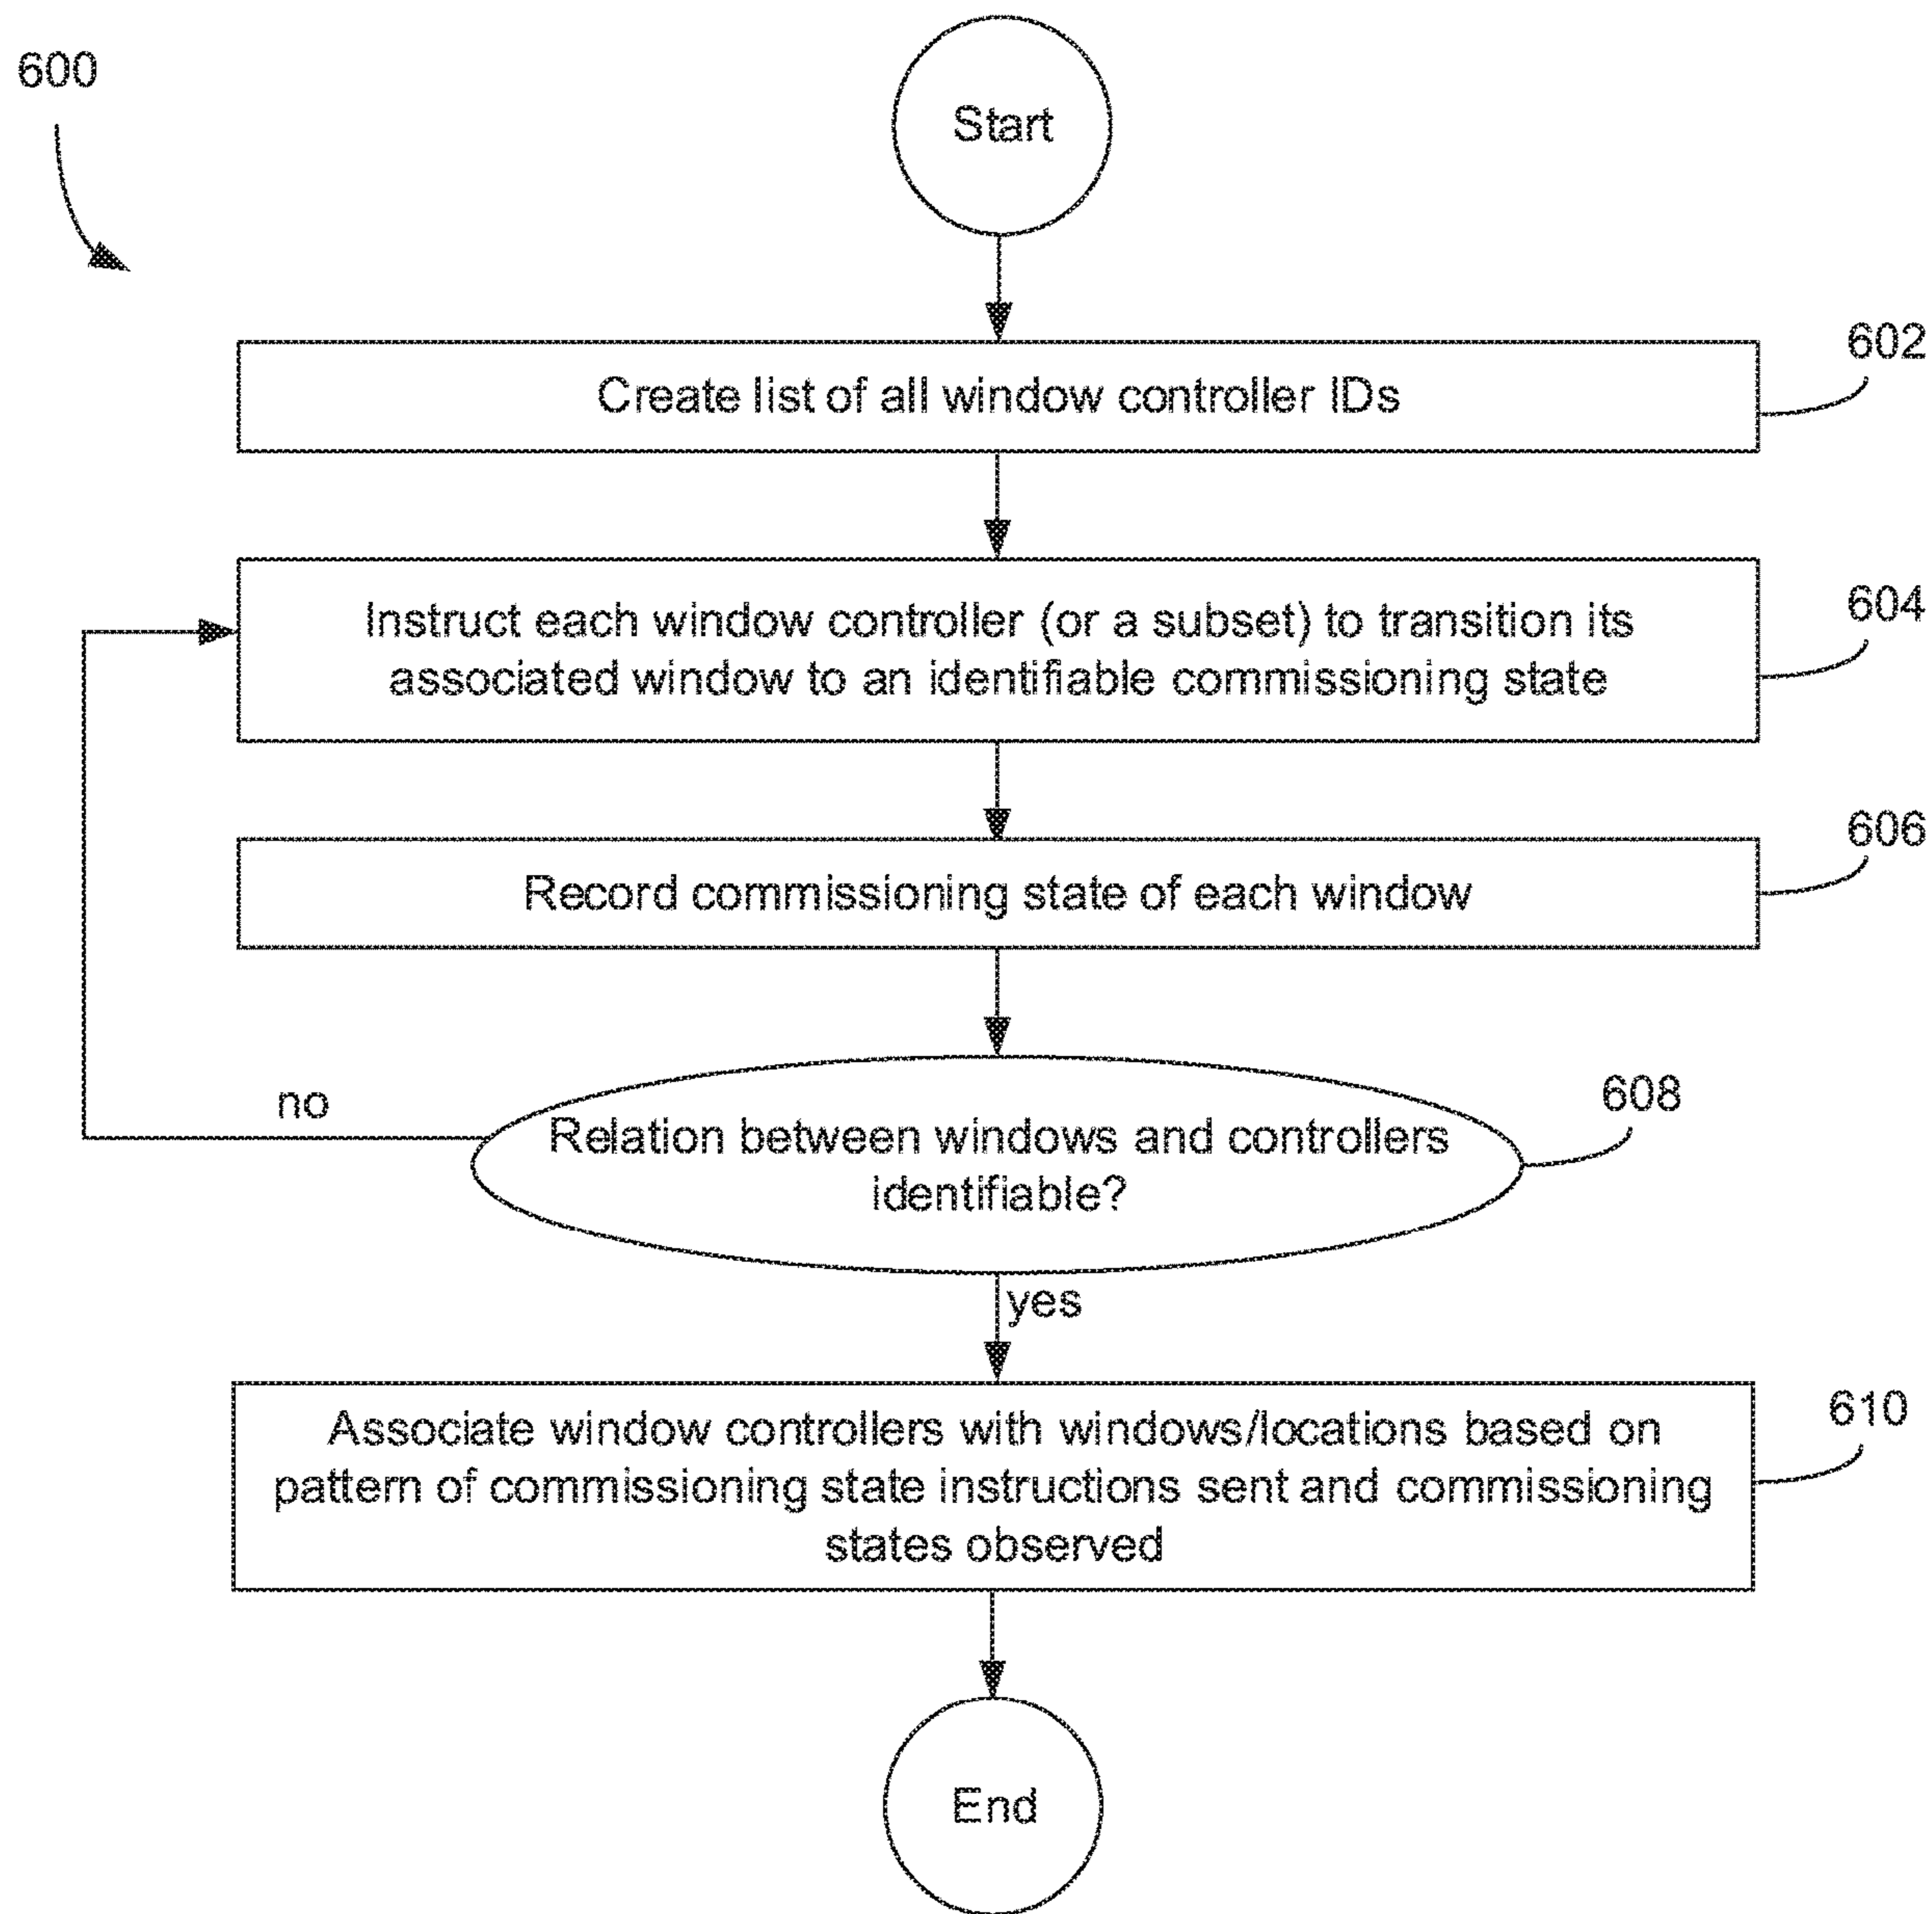 600
Start
602
Create list of all window controller IDs
604
Instruct each window controller (or a subset) to transition its
associated window to an identifiable commissioning state
606
Record commissioning state of each window
608
no
Relation between windows and controllers
identifiable?
yes
610
Associate window controllers with windows/locations based on
pattern of commissioning state instructions sent and commissioning
states observed
End